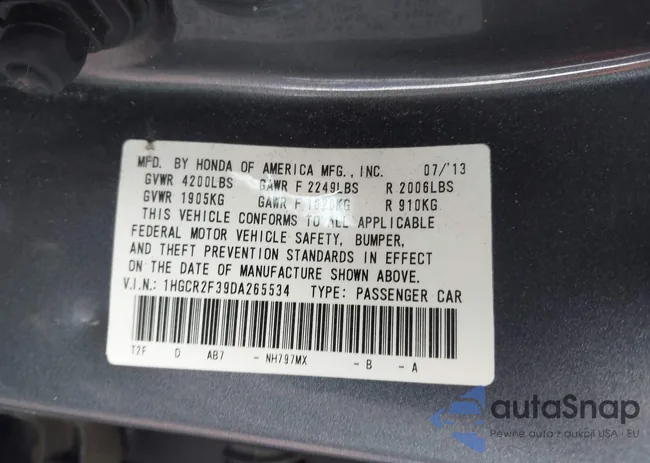 MFD. BY HONDA OF AMERICA MFG., INC. 07/'13
GVWR 4200LBS GAWR F 2249LBS R 2006LBS
GVWR 1905KG GAWR F 1020KG R 910KG
THIS VEHICLE CONFORMS TO ALL APPLICABLE
FEDERAL MOTOR VEHICLE SAFETY, BUMPER,
AND THEFT PREVENTION STANDARDS IN EFFECT
ON THE DATE OF MANUFACTURE SHOWN ABOVE.
V.I.N.: 1HGCR2F39DA265534 TYPE: PASSENGER CAR
T2F D AB7 - NH797MX - B - A
autaSnap
Pewne auta z aukcji USA - EU